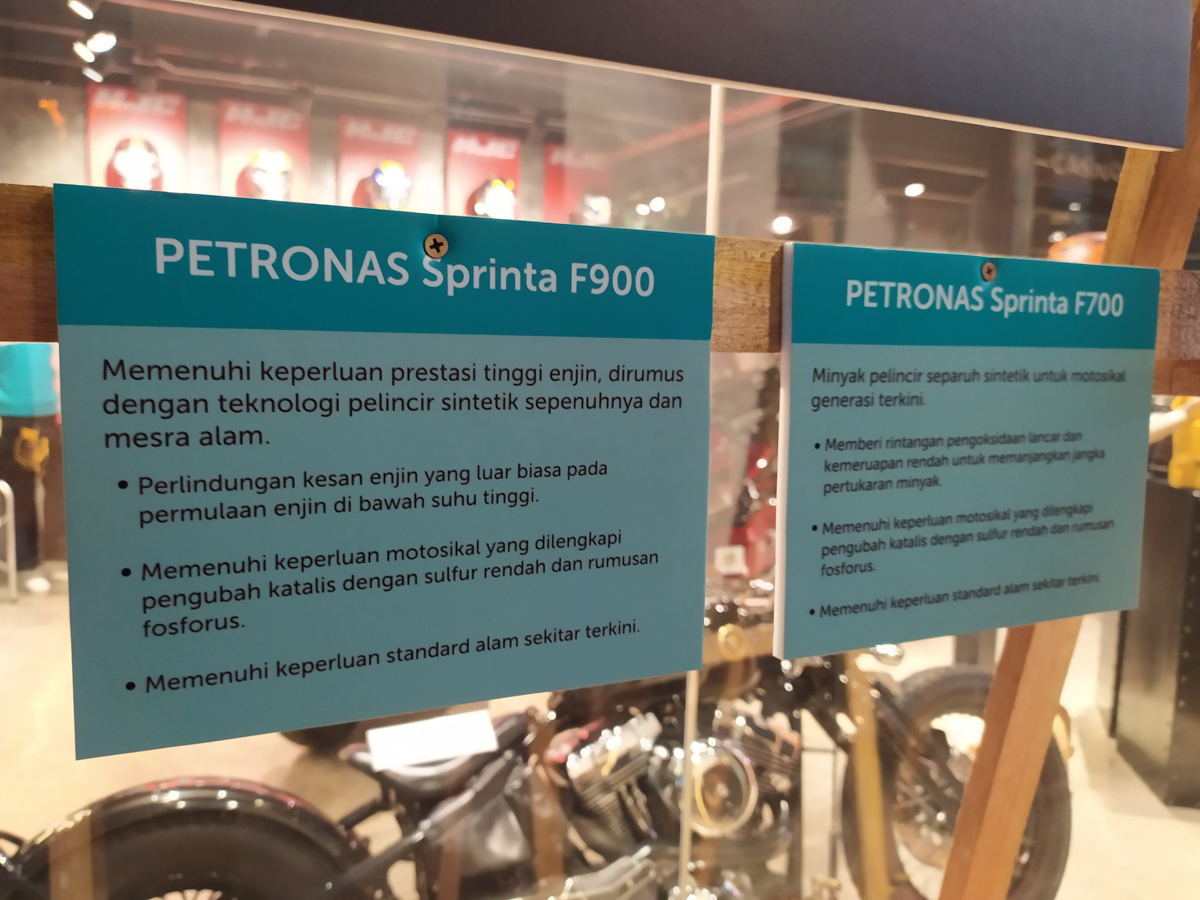 HJC
HJC
HJC
HJC
PETRONAS Sprinta F900
Memenuhi keperluan prestasi tinggi enjin, dirumus
dengan teknologi pelincir sintetik sepenuhnya dan
mesra alam.
• Perlindungan kesan enjin yang luar biasa pada
permulaan enjin di bawah suhu tinggi.
• Memenuhi keperluan motosikal yang dilengkapi
pengubah katalis dengan sulfur rendah dan rumusan
fosforus.
• Memenuhi keperluan standard alam sekitar terkini.
PETRONAS Sprinta F700
Minyak pelincir separuh sintetik untuk motosikal
generasi terkini.
• Memberi rintangan pengoksidaan lancar dan
kemeruapan rendah untuk memanjangkan jangka
pertukaran minyak.
• Memenuhi keperluan motosikal yang dilengkapi
pengubah katalis dengan sulfur rendah dan rumusan
fosforus.
• Memenuhi keperluan standard alam sekitar terkini.